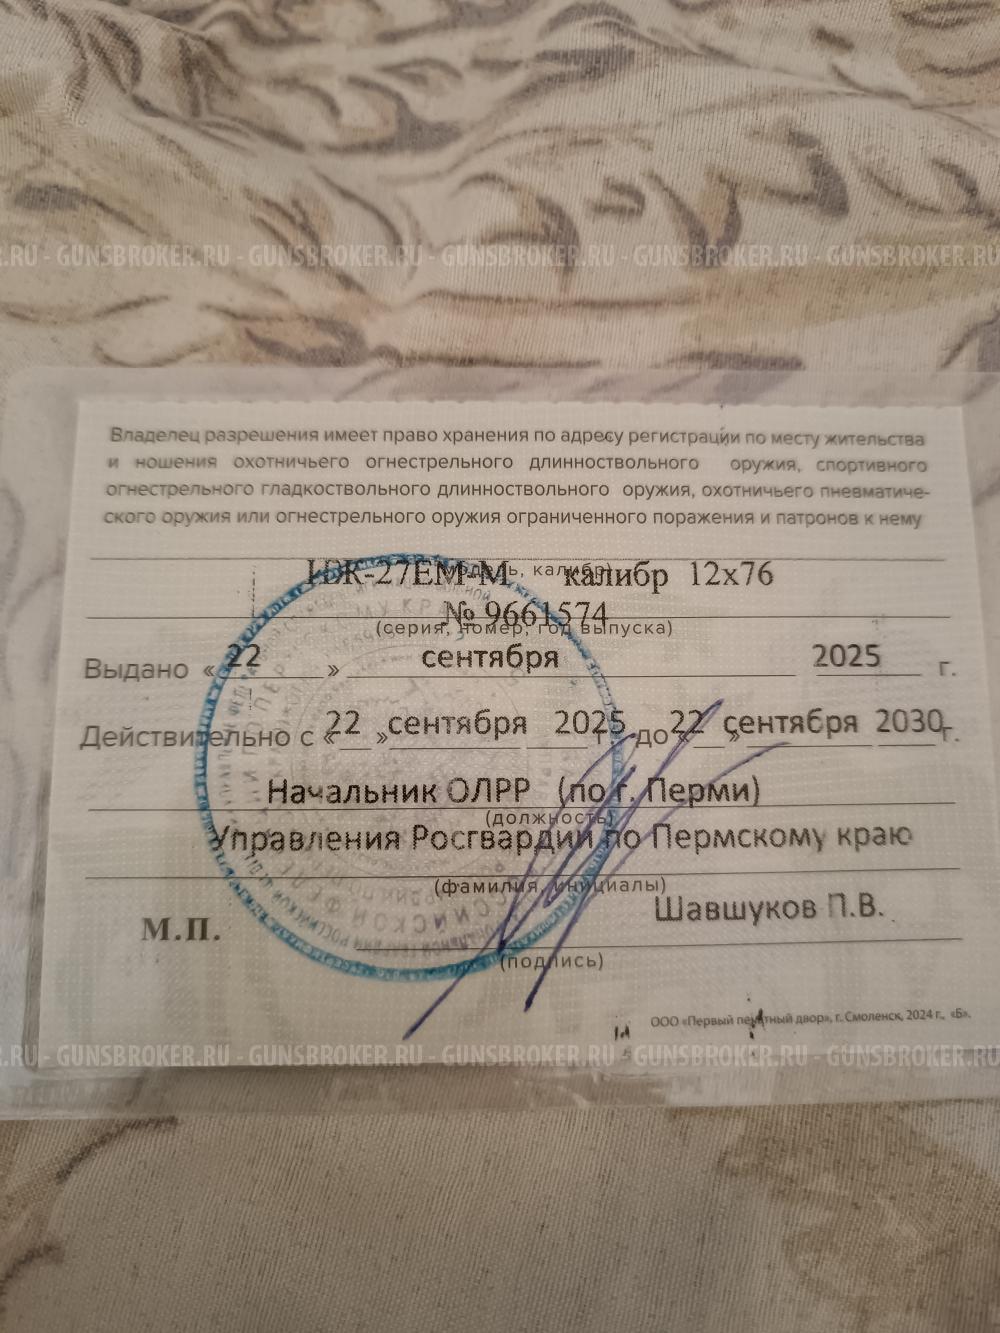 .RU - GUNSBROKER.RU - GUNSBROKER.RU - GUNSBROKER.RU - GUNSBROKER.RU - GUNSBROKER.RU
Владелец разрешения имеет право хранения по адресу регистрации по месту жительства
и ношения охотничьего огнестрельного длинноствольного оружия, спортивного
огнестрельного гладкоствольного длинноствольного оружия, охотничьего пневматиче-
ского оружия или огнестрельного оружия ограниченного поражения и патронов к нему
ИЖ-27ЕМ-М калибр 12х76
(модель, калибр)
№ 9661574
(серия, номер, год выпуска)
Выдано « 22 » сентября 2025 г.
Действительно с «22» сентября 2025 г. до «22» сентября 2030 г.
Начальник ОЛРР (по г. Перми)
(должность)
Управления Росгвардии по Пермскому краю
(фамилия, инициалы)
Шавшуков П.В.
М.П.
(подпись)
ООО «Первый печатный двор», г. Смоленск, 2024 г., «Б».
.RU - GUNSBROKER.RU - GUNSBROKER.RU - GUNSBROKER.RU - GUNSBROKER.RU - GUNSBROKER.RU